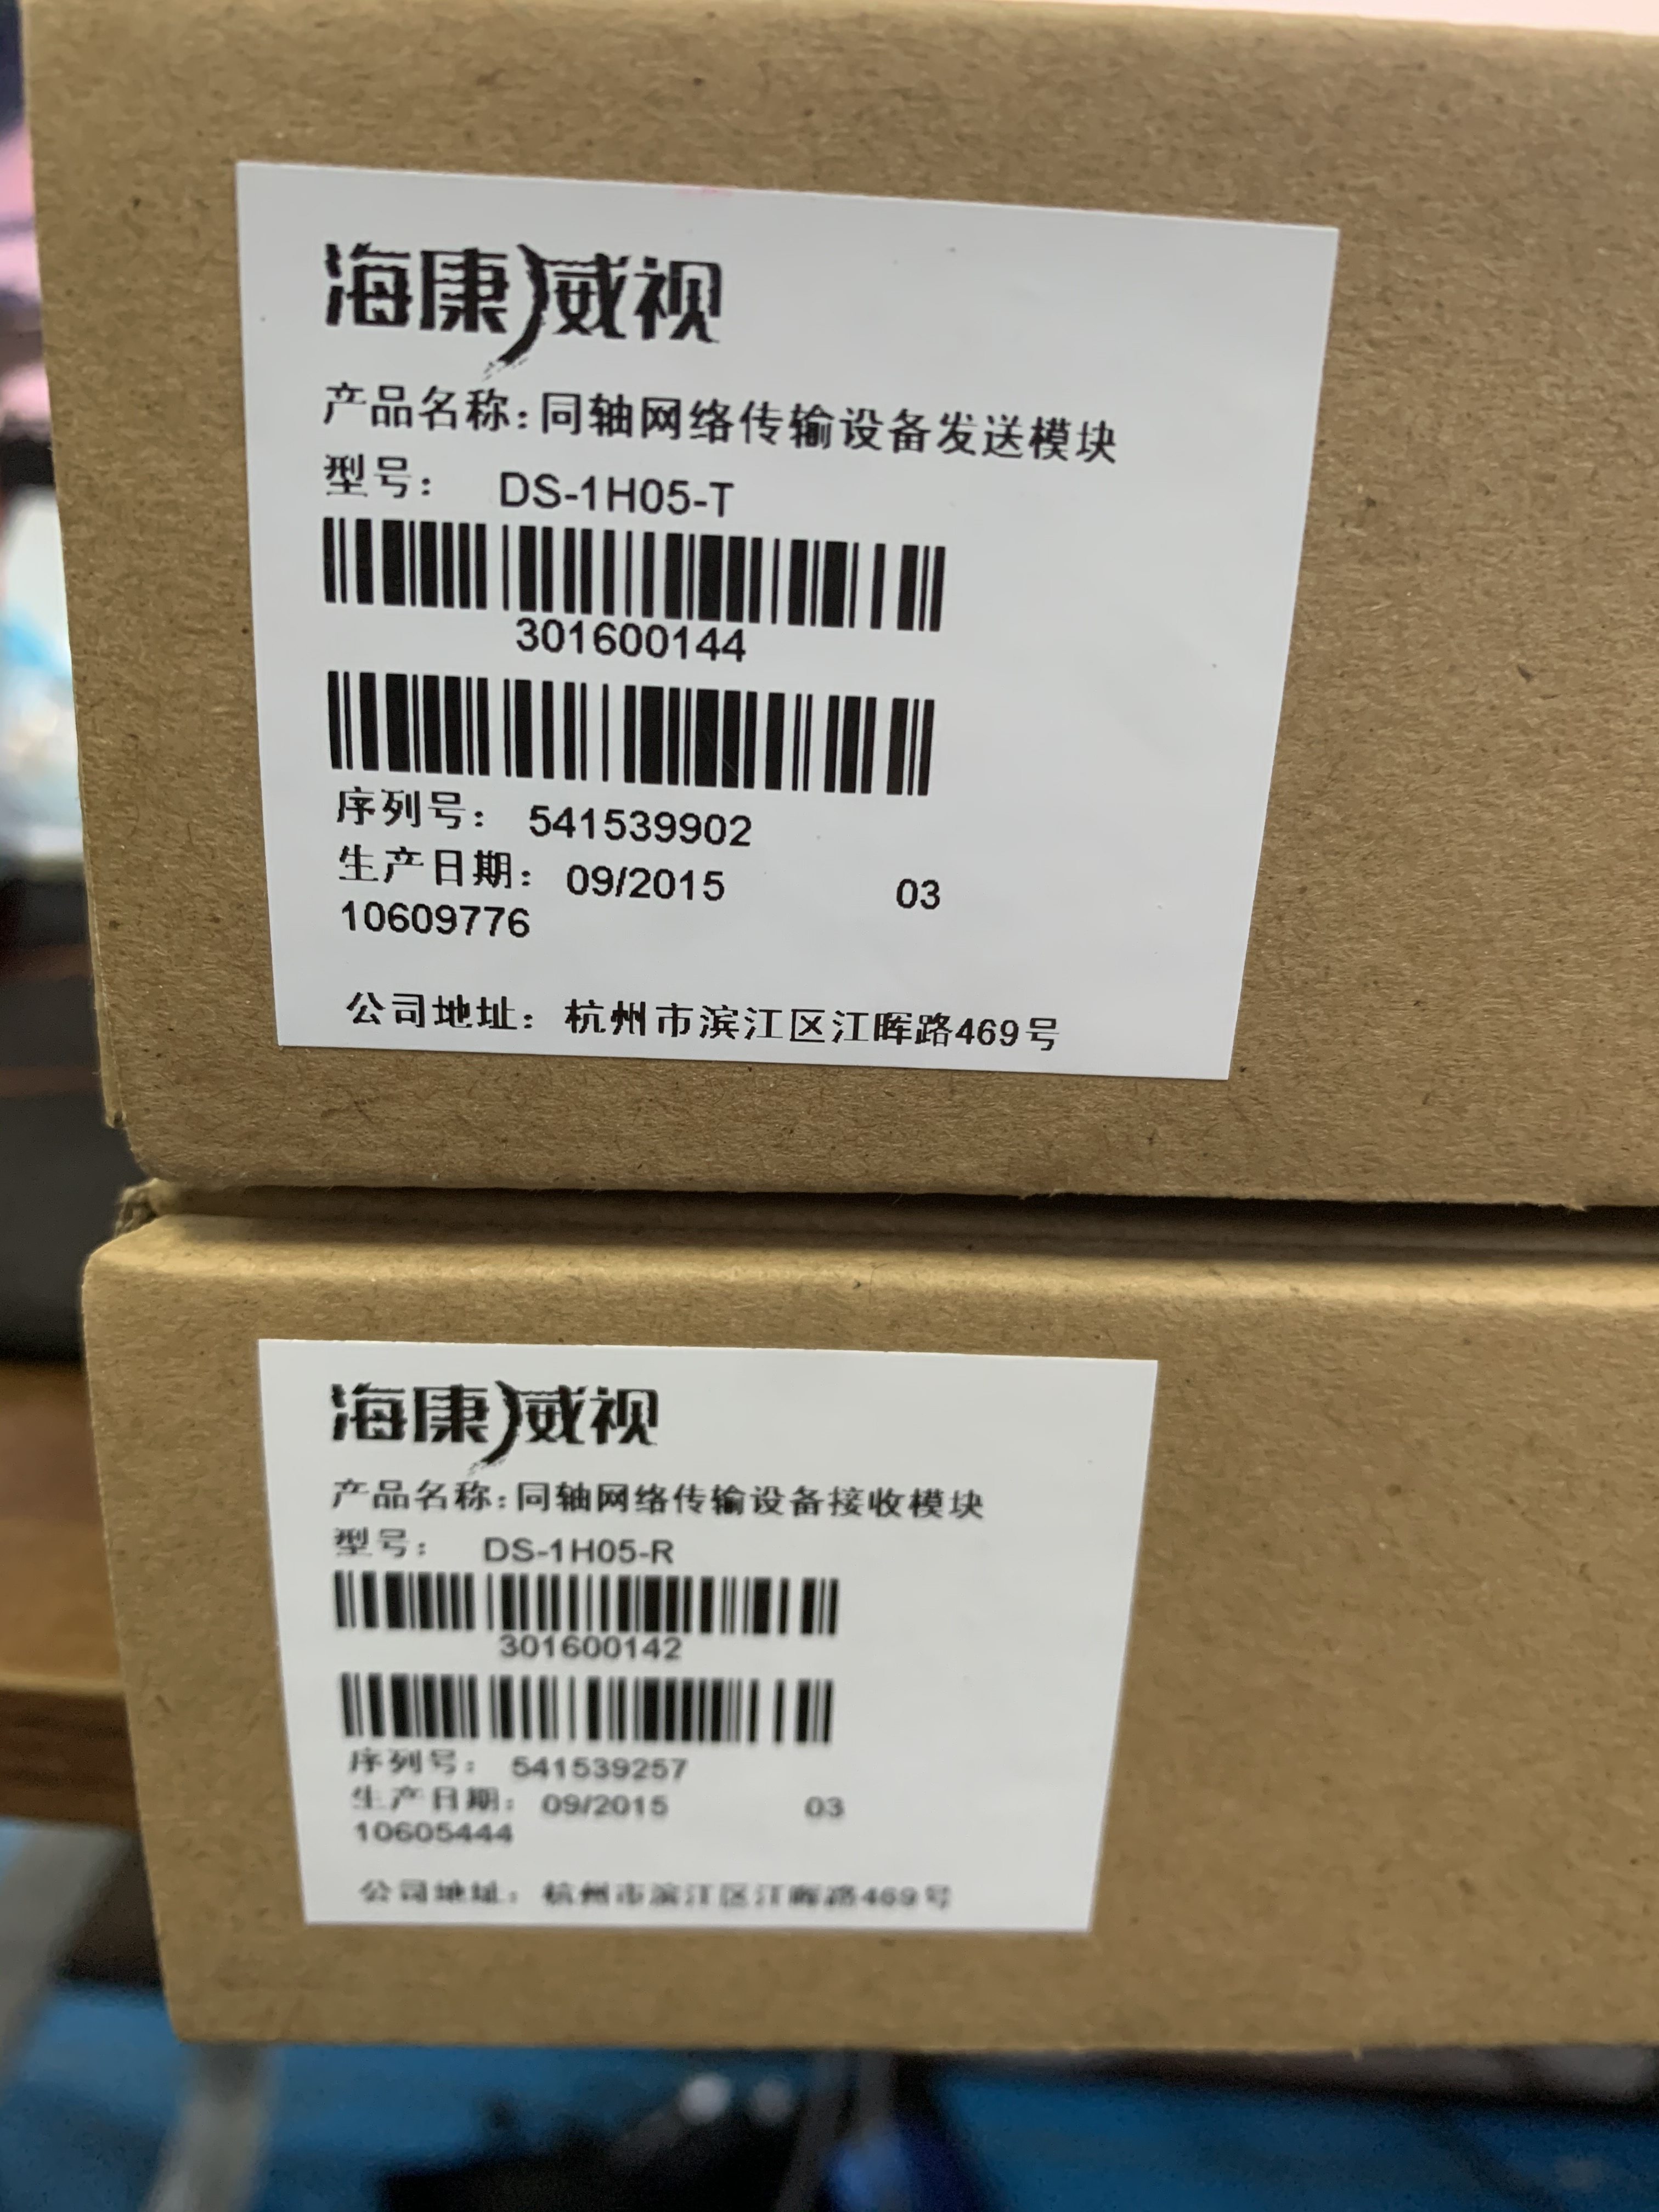 海康威视
产品名称:同轴网络传输设备发送模块
型号: DS-1H05-T
301600144
序列号: 541539902
生产日期: 09/2015 03
10609776
公司地址: 杭州市滨江区江晖路469号
海康威视
产品名称:同轴网络传输设备接收模块
型号: DS-1H05-R
301600142
序列号: 541539257
生产日期: 09/2015 03
10605444
公司地址: 杭州市滨江区江晖路469号